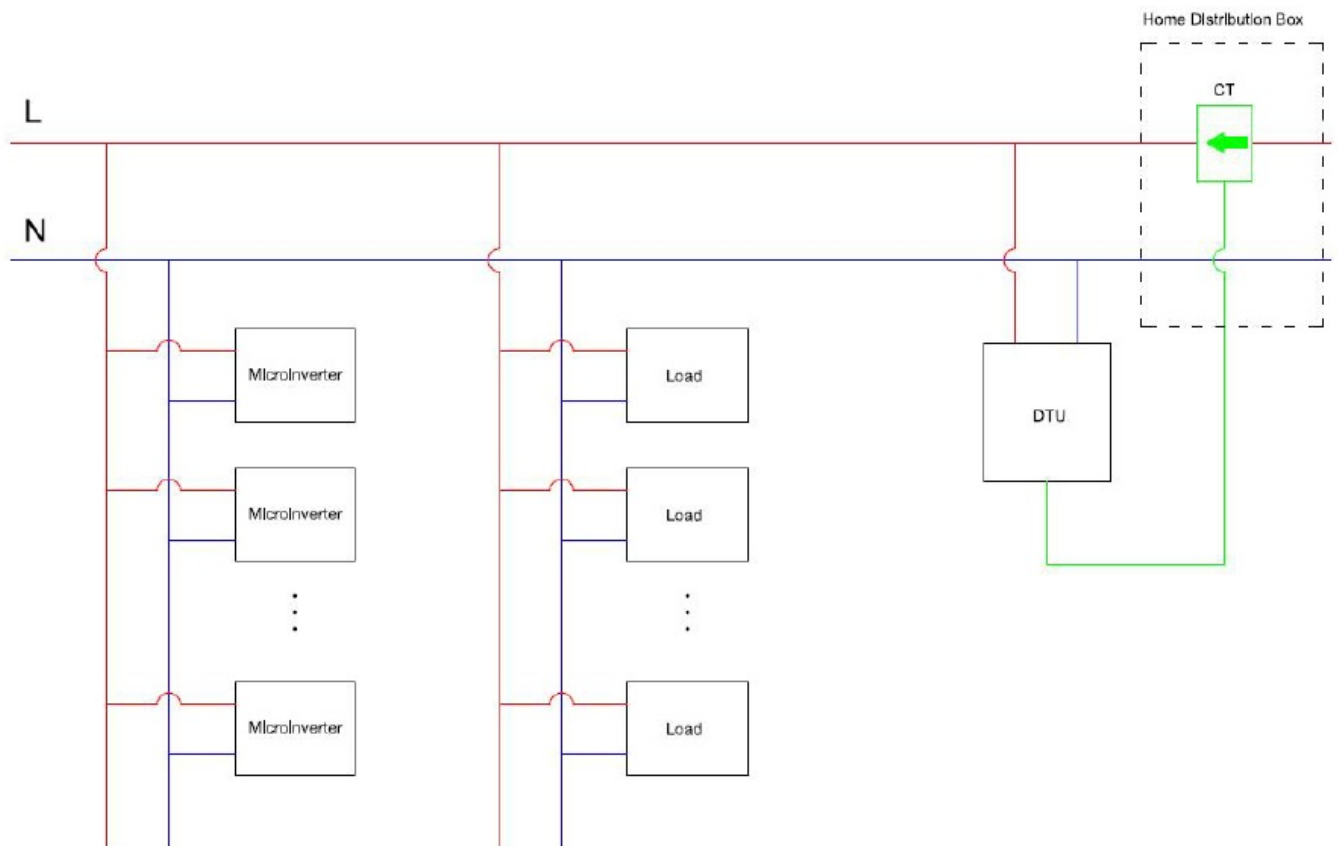 Home Distribution Box
CT
L
N
MicroInverter
Load
DTU
MicroInverter
Load
MicroInverter
Load